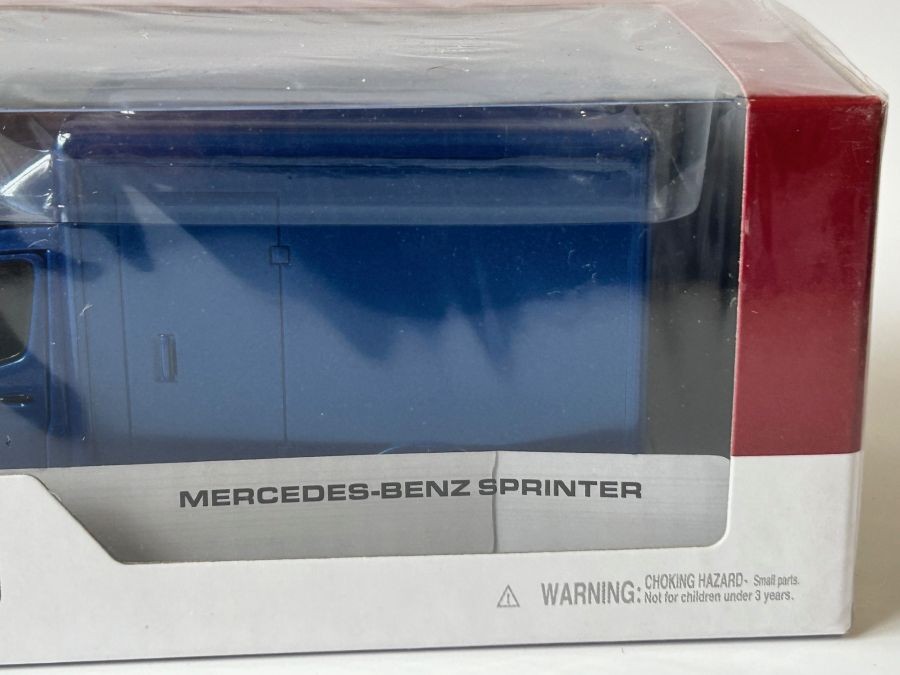 MERCEDES-BENZ SPRINTER
WARNING: CHOKING HAZARD- Small parts.
Not for children under 3 years.